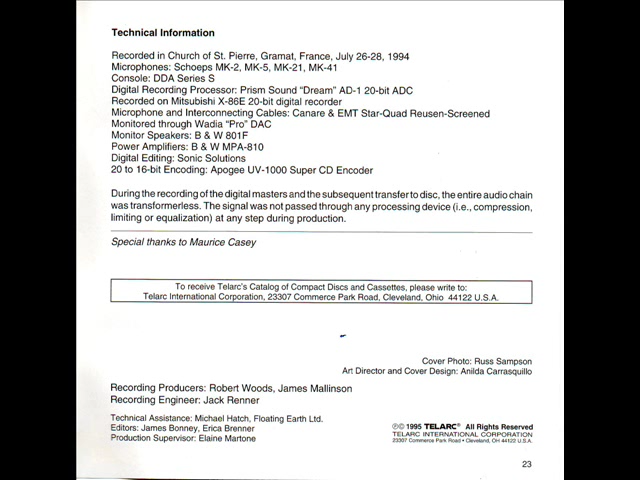 Technical Information
Recorded in Church of St. Pierre, Gramat, France, July 26-28, 1994
Microphones: Schoeps MK-2, MK-5, MK-21, MK-41
Console: DDA Series S
Digital Recording Processor: Prism Sound "Dream" AD-1 20-bit ADC
Recorded on Mitsubishi X-86E 20-bit digital recorder
Microphone and Interconnecting Cables: Canare & EMT Star-Quad Reusen-Screened
Monitored through Wadia "Pro" DAC
Monitor Speakers: B & W 801F
Power Amplifiers: B & W MPA-810
Digital Editing: Sonic Solutions
20 to 16-bit Encoding: Apogee UV-1000 Super CD Encoder
During the recording of the digital masters and the subsequent transfer to disc, the entire audio chain
was transformerless. The signal was not passed through any processing device (i.e., compression,
limiting or equalization) at any step during production.
Special thanks to Maurice Casey
To receive Telarc's Catalog of Compact Discs and Cassettes, please write to:
Telarc International Corporation, 23307 Commerce Park Road, Cleveland, Ohio 44122 U.S.A.
Cover Photo: Russ Sampson
Art Director and Cover Design: Anilda Carrasquillo
Recording Producers: Robert Woods, James Mallinson
Recording Engineer: Jack Renner
Technical Assistance: Michael Hatch, Floating Earth Ltd.
Editors: James Bonney, Erica Brenner
Production Supervisor: Elaine Martone
℗© 1995 TELARC® All Rights Reserved
TELARC INTERNATIONAL CORPORATION
23307 Commerce Park Road • Cleveland, OH 44122 U.S.A.
23